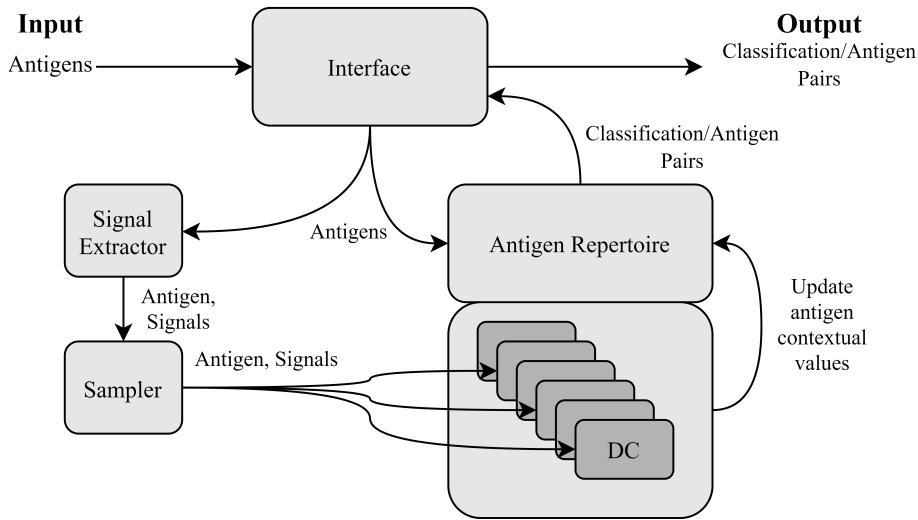 Input
Output
Antigens
Interface
Classification/Antigen
Pairs
Classification/Antigen
Pairs
Signal
Extractor
Antigens
Antigen Repertoire
Antigen,
Signals
Update
antigen
contextual
values
Sampler
Antigen, Signals
DC